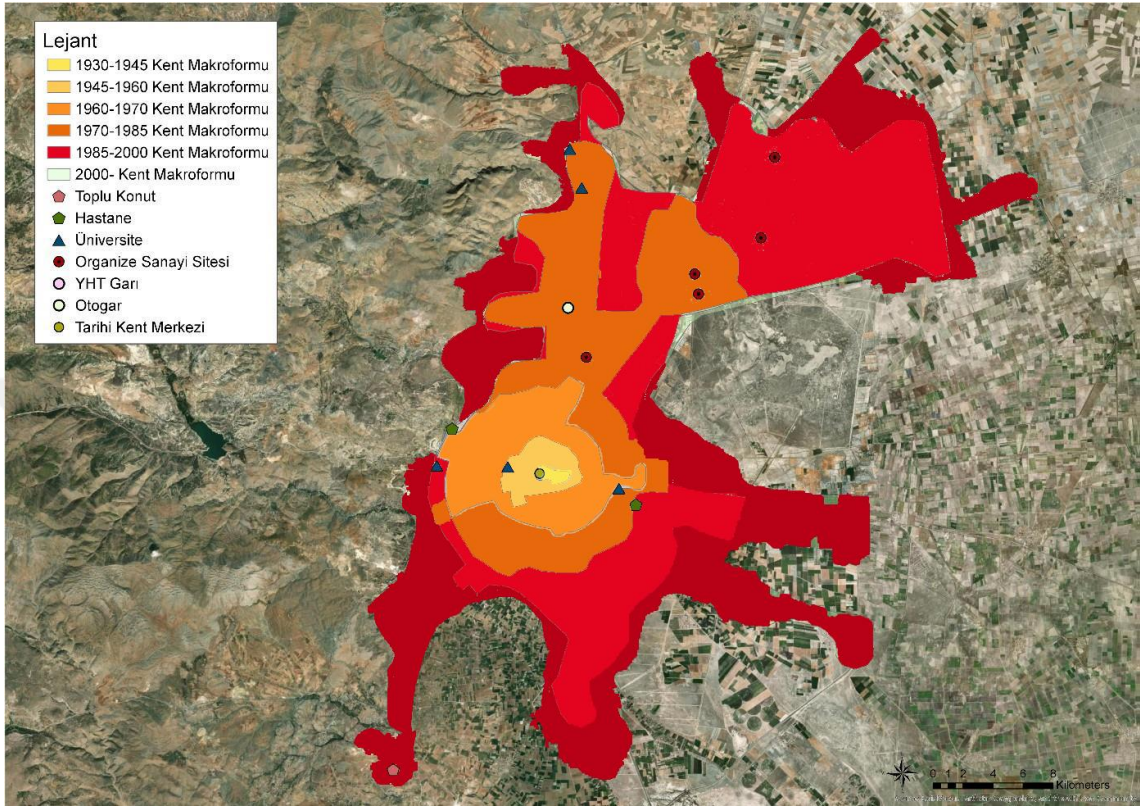 Lejant
1930-1945 Kent Makroformu
1945-1960 Kent Makroformu
1960-1970 Kent Makroformu
1970-1985 Kent Makroformu
1985-2000 Kent Makroformu
2000- Kent Makroformu
Toplu Konut
Hastane
Üniversite
Organize Sanayi Sitesi
YHT Garı
Otogar
Tarihi Kent Merkezi
0 1 2 4 6 8
Kilometers